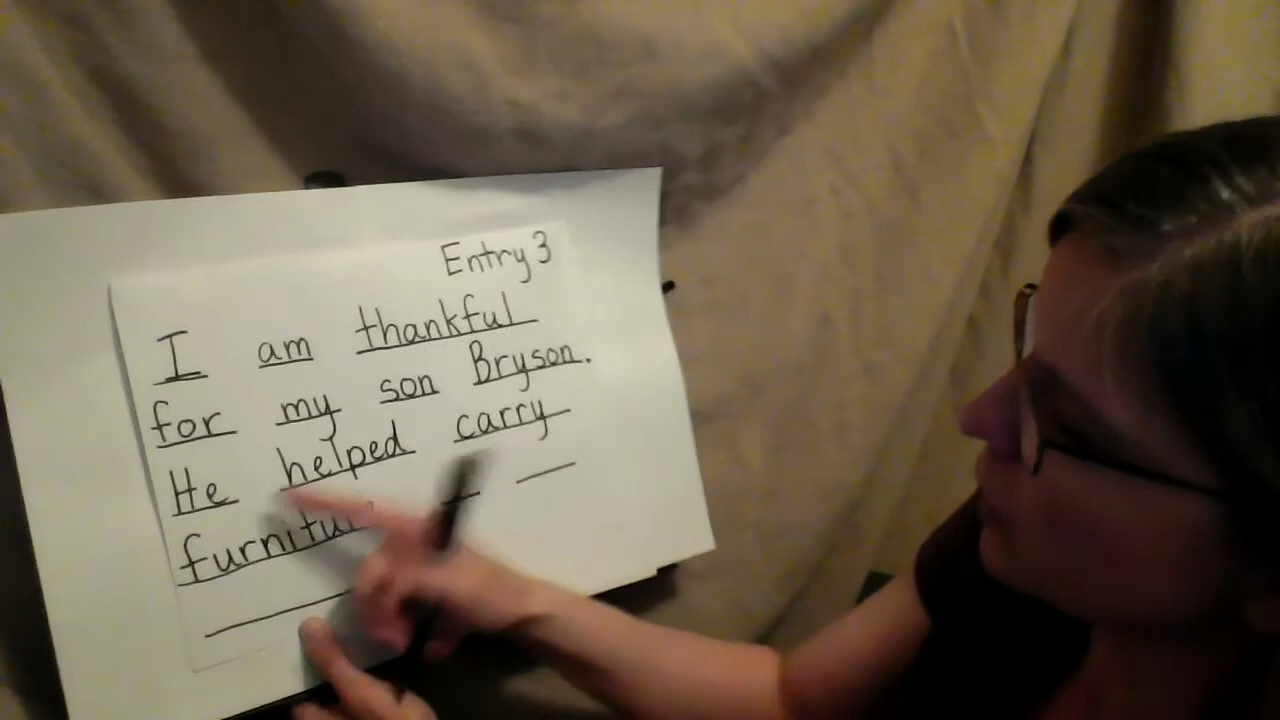 Entry 3
I am thankful
for my son Bryson.
He helped carry